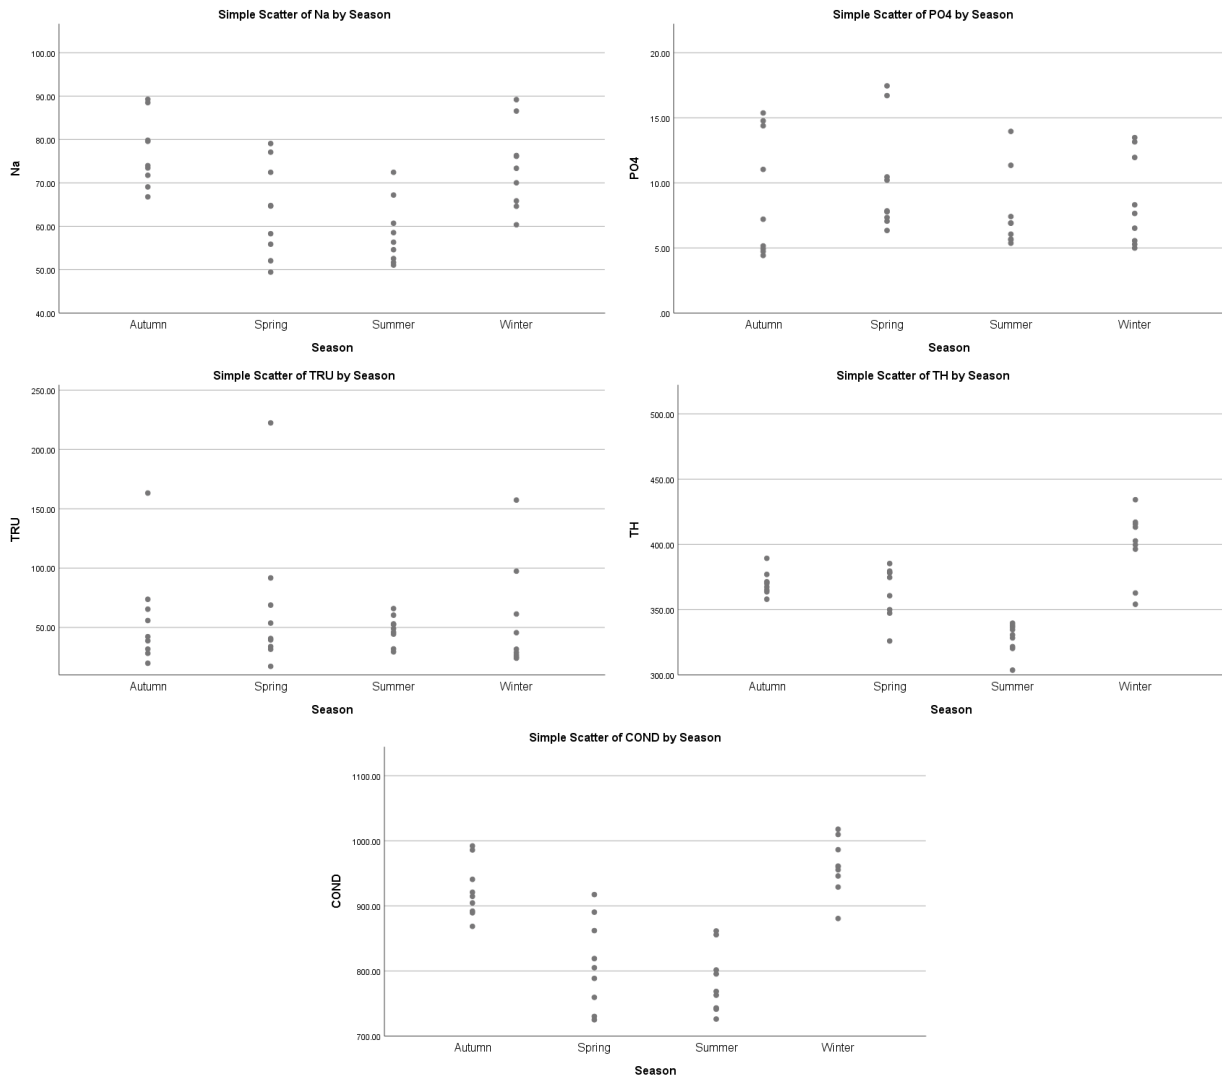 Simple Scatter of Na by Season
100.00
90.00
80.00
70.00
60.00
50.00
40.00
Na
Autumn Spring Summer Winter
Season
Simple Scatter of PO4 by Season
20.00
15.00
10.00
5.00
.00
PO4
Autumn Spring Summer Winter
Season
Simple Scatter of TRU by Season
250.00
200.00
150.00
100.00
50.00
TRU
Autumn Spring Summer Winter
Season
Simple Scatter of TH by Season
500.00
450.00
400.00
350.00
300.00
TH
Autumn Spring Summer Winter
Season
Simple Scatter of COND by Season
1100.00
1000.00
900.00
800.00
700.00
COND
Autumn Spring Summer Winter
Season